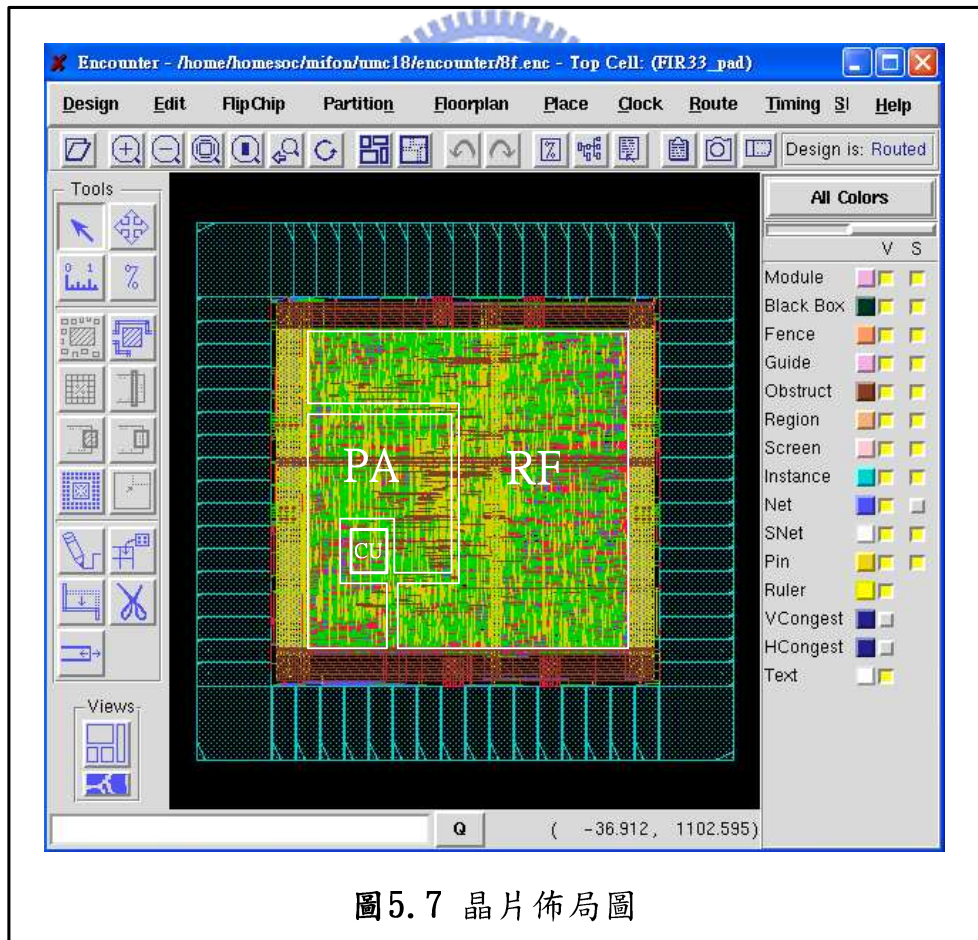 Encounter - /home/homesoc/mifon/umc18/encounter/8f.enc - Top Cell: (FIR33_pad)
Design Edit FlipChip Partition Floorplan Place Clock Route Timing SI Help
Design is: Routed
Tools
0 1
%
All Colors
V S
Module
Black Box
Fence
Guide
Obstruct
Region
Screen
Instance
Net
SNet
Pin
Ruler
VCongest
HCongest
Text
PA
RF
CU
Views
Q
( -36.912, 1102.595)
圖5.7 晶片佈局圖